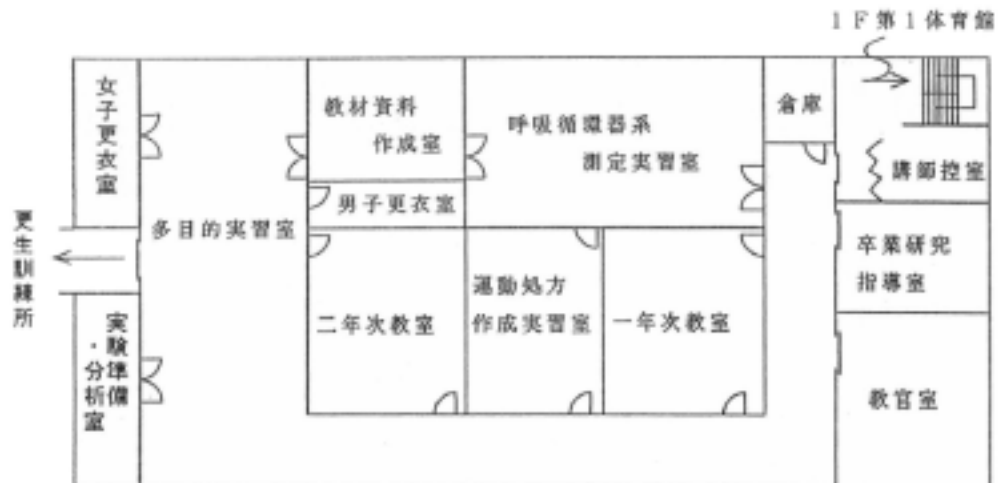 1F第1体育館
女子更衣室
教材資料
作成室
呼吸循環器系
測定実習室
倉庫
講師控室
男子更衣室
多目的実習室
更生訓練所
卒業研究
指導室
二年次教室
運動処方
作成実習室
一年次教室
実験準備
・分析室
教官室